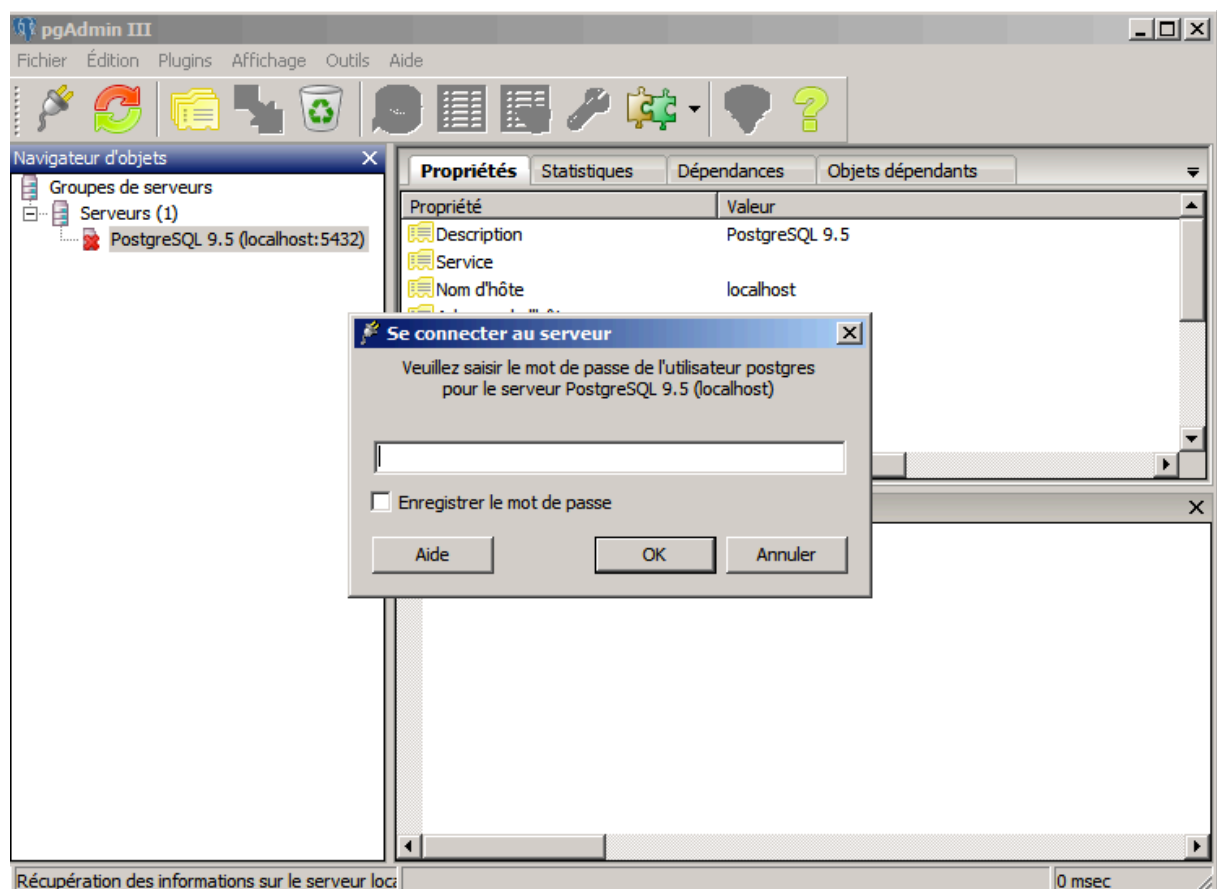 pgAdmin III
Fichier Édition Plugins Affichage Outils Aide
Navigateur d'objets
Groupes de serveurs
Serveurs (1)
PostgreSQL 9.5 (localhost:5432)
Propriétés Statistiques Dépendances Objets dépendants
Propriété Valeur
Description PostgreSQL 9.5
Service
Nom d'hôte localhost
Se connecter au serveur
Veuillez saisir le mot de passe de l'utilisateur postgres
pour le serveur PostgreSQL 9.5 (localhost)
Enregistrer le mot de passe
Aide OK Annuler
Récupération des informations sur le serveur 0 msec